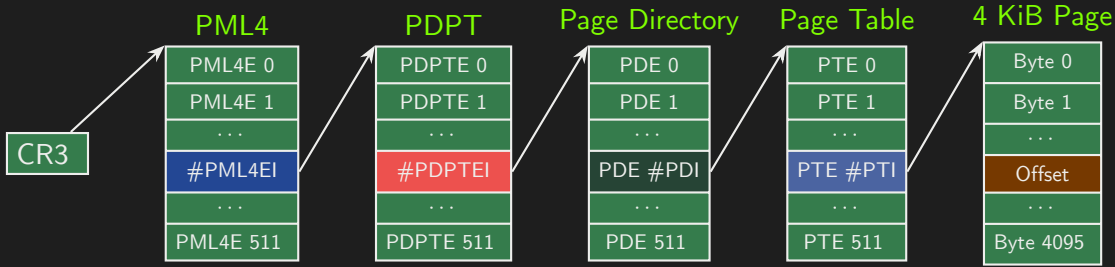 PML4
PML4E 0
PML4E 1
...
#PML4EI
...
PML4E 511
PDPT
PDPTE 0
PDPTE 1
...
#PDPTEI
...
PDPTE 511
Page Directory
PDE 0
PDE 1
...
PDE #PDI
...
PDE 511
Page Table
PTE 0
PTE 1
...
PTE #PTI
...
PTE 511
4 KiB Page
Byte 0
Byte 1
...
Offset
...
Byte 4095
CR3